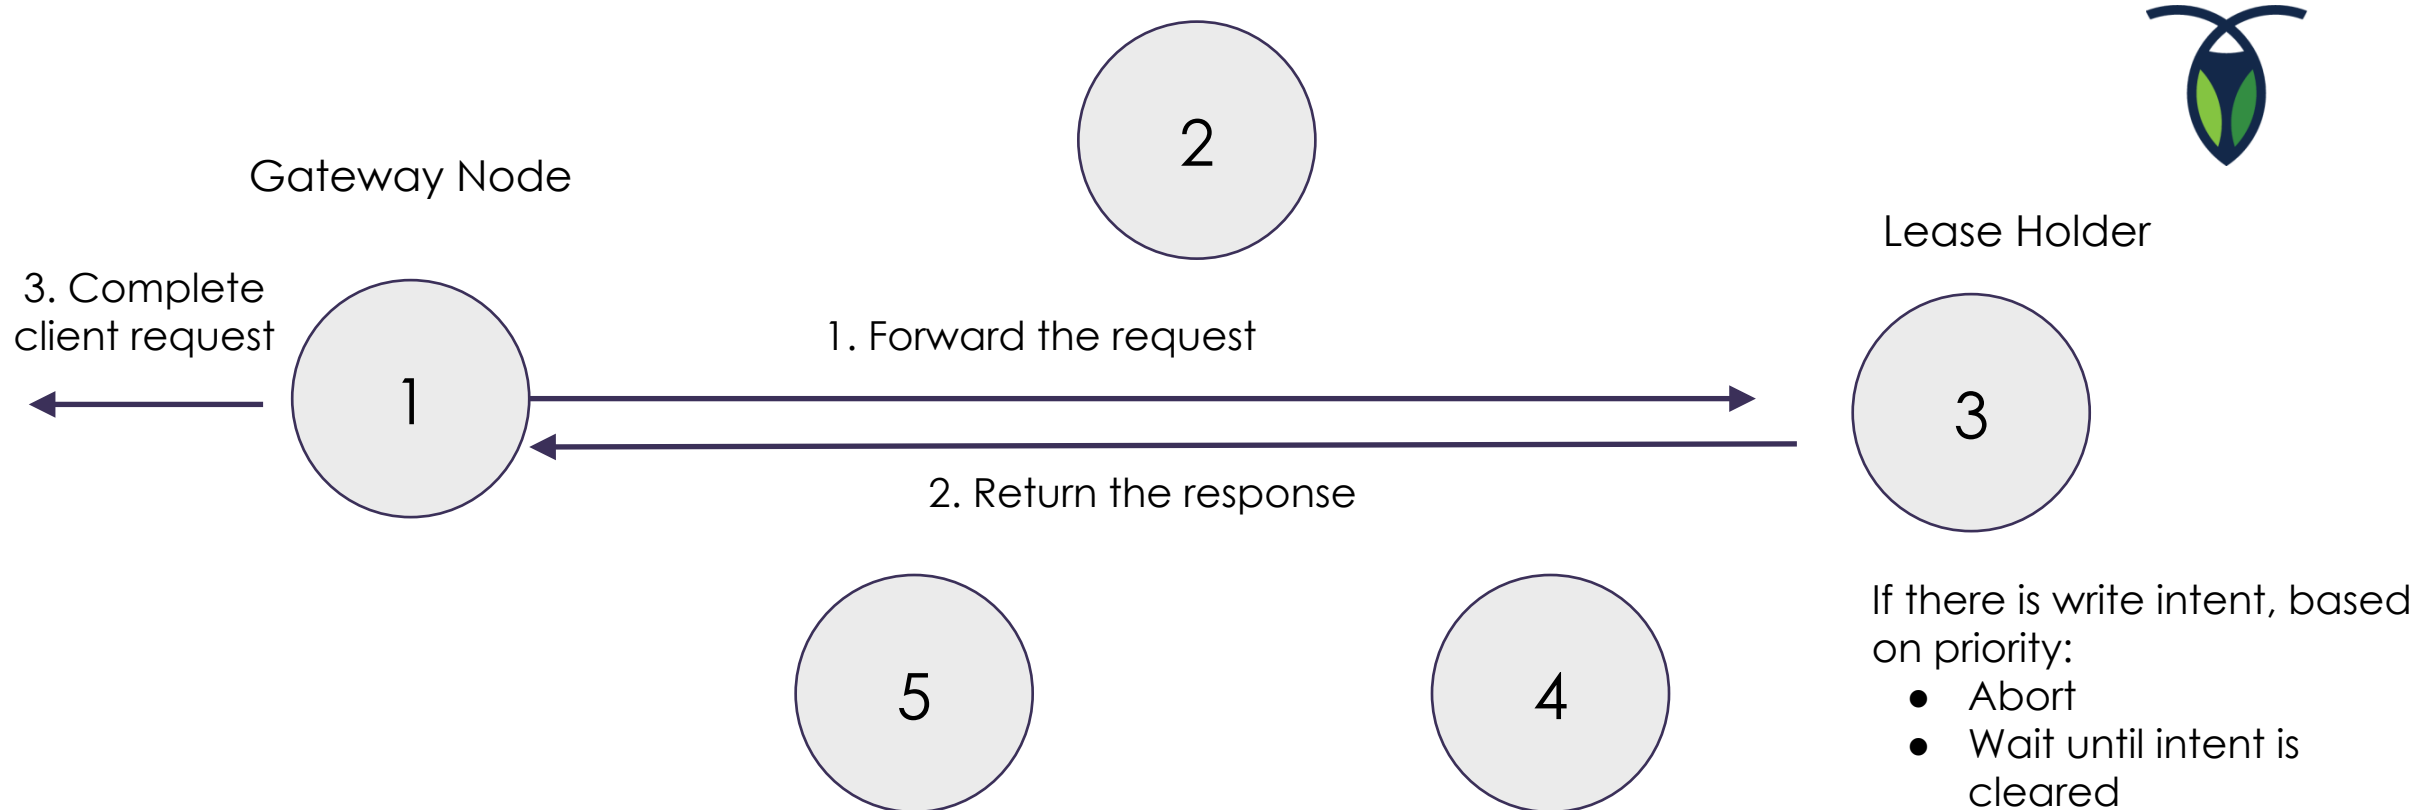 2
Gateway Node
Lease Holder
3. Complete
client request
1. Forward the request
1
3
2. Return the response
5
4
If there is write intent, based
on priority:
● Abort
● Wait until intent is
cleared